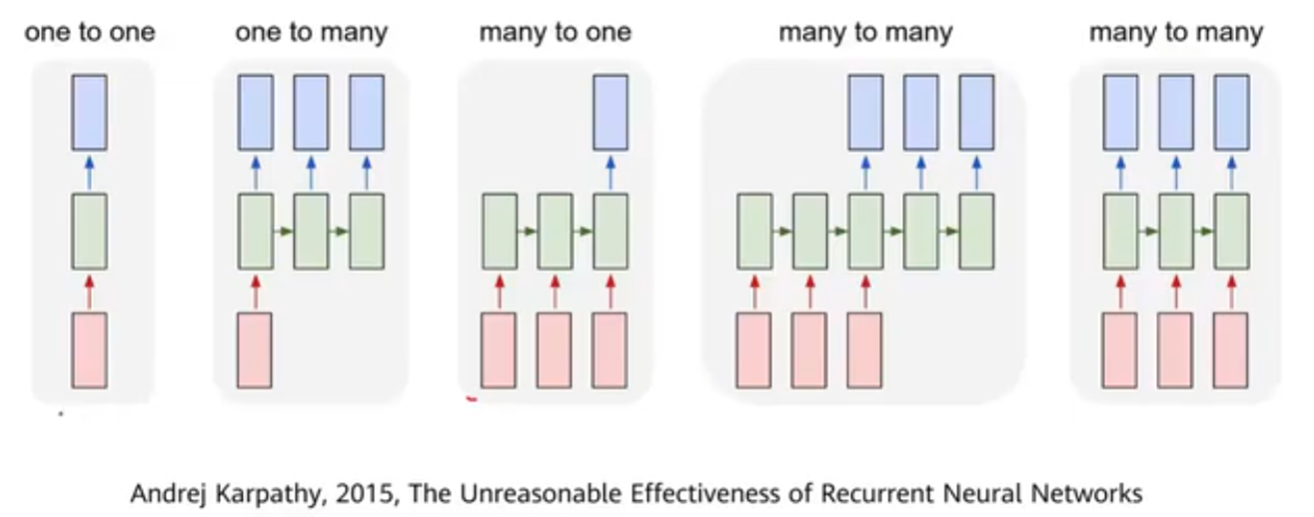 one to one
one to many
many to one
many to many
many to many
Andrej Karpathy, 2015, The Unreasonable Effectiveness of Recurrent Neural Networks